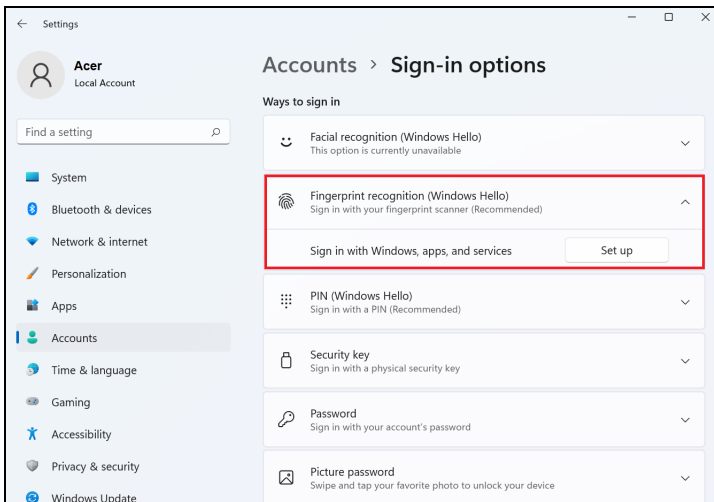 Settings
Acer
Local Account
Find a setting
System
Bluetooth & devices
Network & internet
Personalization
Apps
Accounts
Time & language
Gaming
Accessibility
Privacy & security
Windows Update
Accounts > Sign-in options
Ways to sign in
Facial recognition (Windows Hello)
This option is currently unavailable
Fingerprint recognition (Windows Hello)
Sign in with your fingerprint scanner (Recommended)
Sign in with Windows, apps, and services
Set up
PIN (Windows Hello)
Sign in with a PIN (Recommended)
Security key
Sign in with a physical security key
Password
Sign in with your account's password
Picture password
Swipe and tap your favorite photo to unlock your device